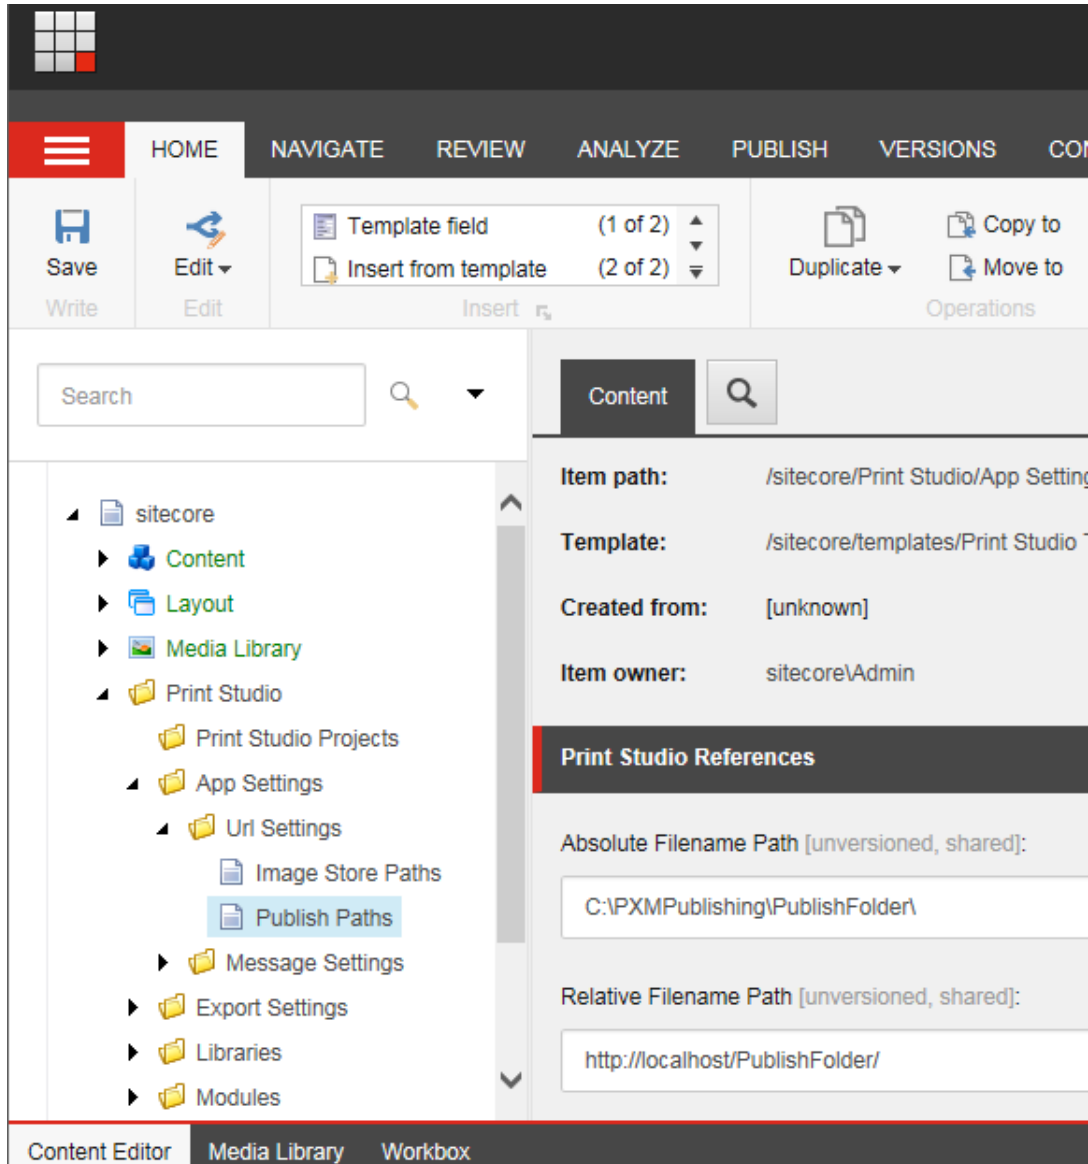 HOME NAVIGATE REVIEW ANALYZE PUBLISH VERSIONS
Template field (1 of 2)
Insert from template (2 of 2)
Save Edit Duplicate Copy to
Move to
Write Edit Insert Operations
Search
Content
sitecore
Content
Layout
Media Library
Print Studio
Print Studio Projects
App Settings
Url Settings
Image Store Paths
Publish Paths
Message Settings
Export Settings
Libraries
Modules
Item path: /sitecore/Print Studio/App
Template: /sitecore/templates/Print Studio
Created from: [unknown]
Item owner: sitecore\Admin
Print Studio References
Absolute Filename Path [unversioned, shared]:
C:\PXMPublishing\PublishFolder\
Relative Filename Path [unversioned, shared]:
http://localhost/PublishFolder/
Content Editor Media Library Workbox